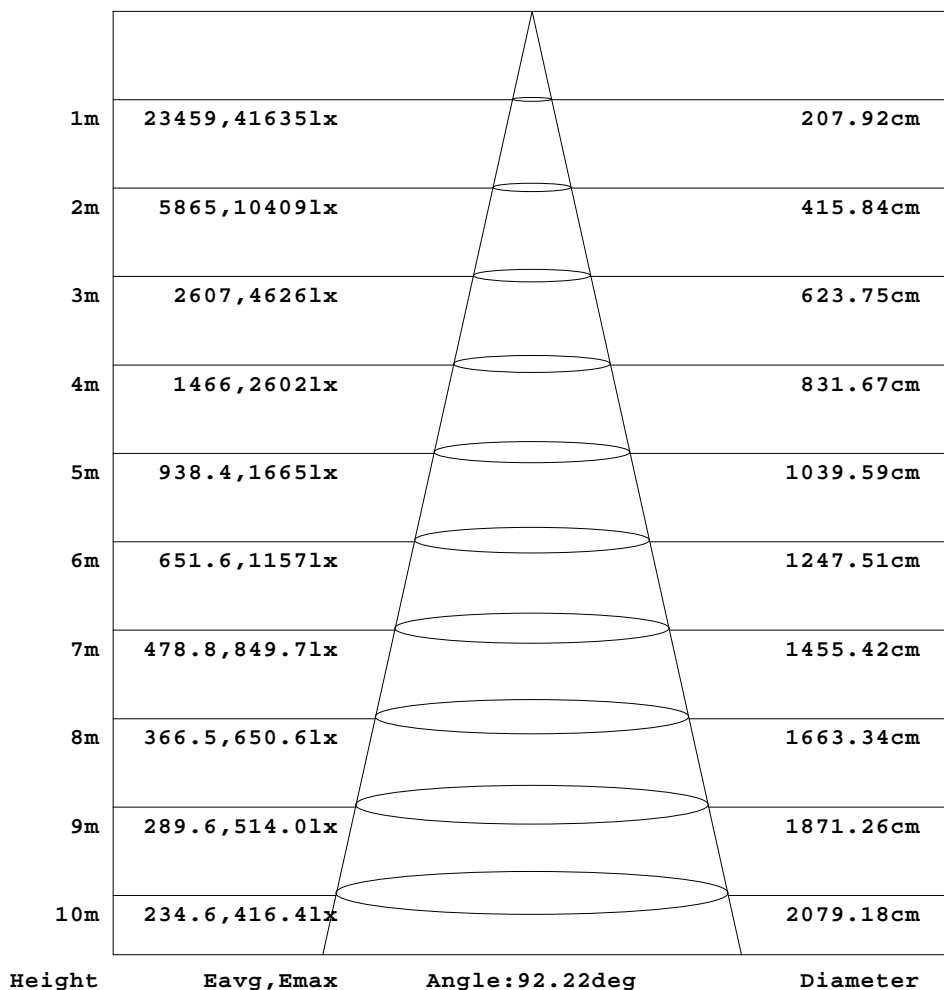 1m 23459,41635lx 207.92cm
2m 5865,10409lx 415.84cm
3m 2607,4626lx 623.75cm
4m 1466,2602lx 831.67cm
5m 938.4,1665lx 1039.59cm
6m 651.6,1157lx 1247.51cm
7m 478.8,849.7lx 1455.42cm
8m 366.5,650.6lx 1663.34cm
9m 289.6,514.0lx 1871.26cm
10m 234.6,416.4lx 2079.18cm
Height Eavg,Emax Angle:92.22deg Diameter